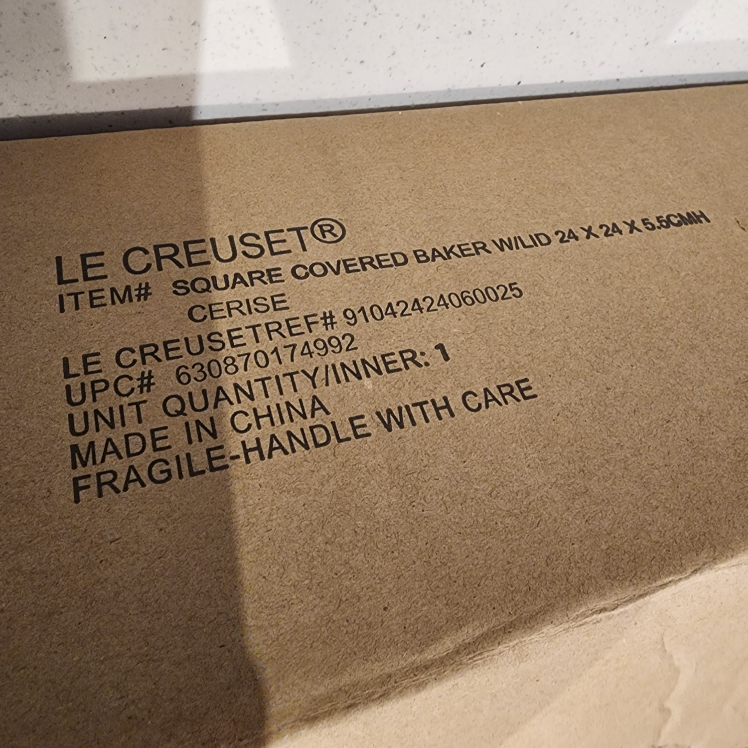 LE CREUSET®
ITEM# SQUARE COVERED BAKER W/LID 24 X 24 X 5.5CMH
CERISE
LE CREUSETREF# 91042424060025
UPC# 630870174992
UNIT QUANTITY/INNER: 1
MADE IN CHINA
FRAGILE-HANDLE WITH CARE